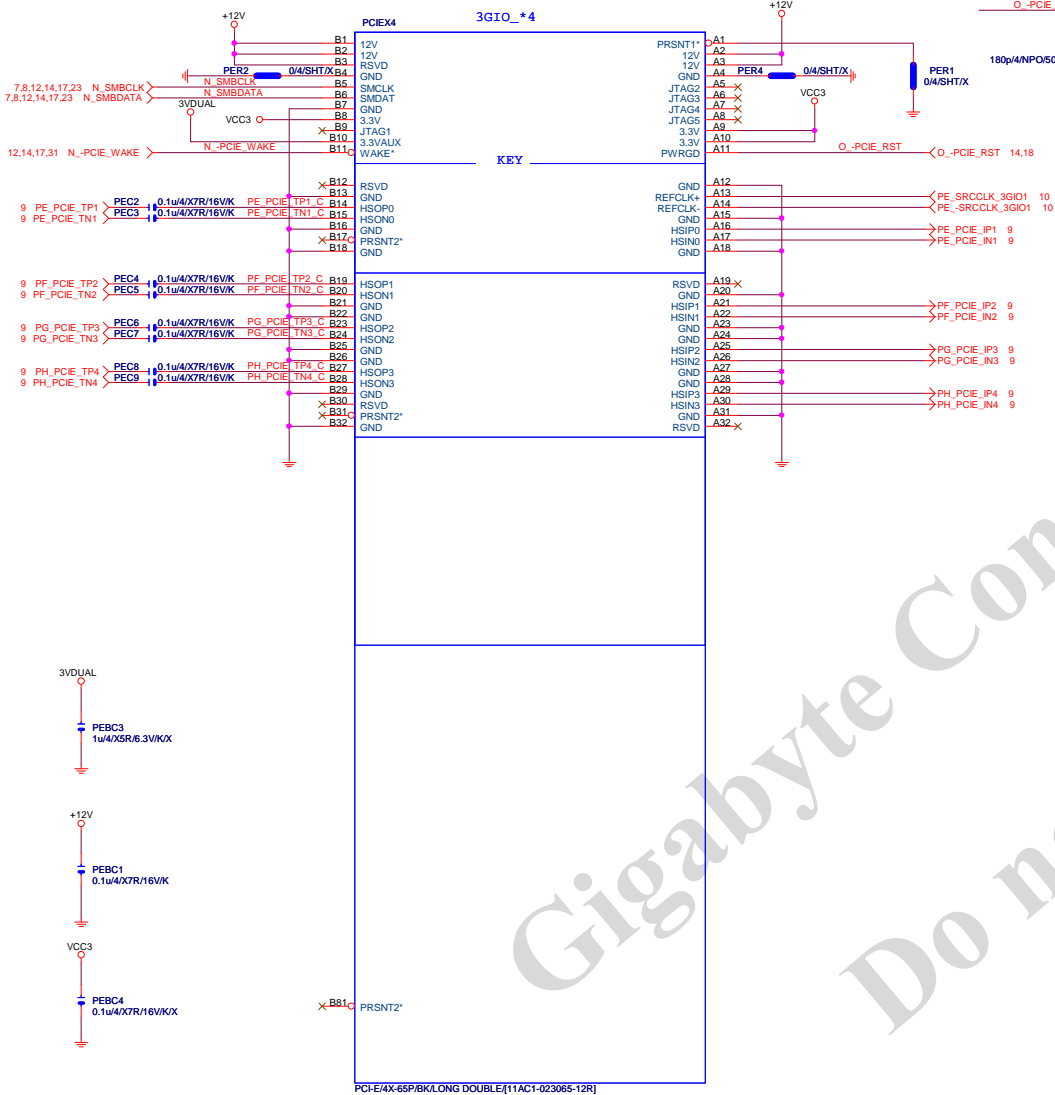 3GIO_*4
O_-PCIE_
+12V
+12V
PCIEX4
B1 12V
B2 12V
B3 RSVD
B4 GND
B5 SMCLK
B6 SMDAT
B7 GND
B8 3.3V
B9 JTAG1
B10 3.3VAUX
B11 WAKE*
PRSNT1* A1
12V A2
12V A3
GND A4
JTAG2 A5
JTAG3 A6
JTAG4 A7
JTAG5 A8
3.3V A9
3.3V A10
PWRGD A11
PER2 0/4/SHT/X
PER4 0/4/SHT/X
PER1
0/4/SHT/X
180p/4/NPO/50
7,8,12,14,17,23 N_SMBCLK N_SMBCLK
7,8,12,14,17,23 N_SMBDATA N_SMBDATA
3VDUAL
VCC3
VCC3
12,14,17,31 N_-PCIE_WAKE N_-PCIE_WAKE
O_-PCIE_RST O_-PCIE_RST 14,18
KEY
B12 RSVD
B13 GND
B14 HSOP0
B15 HSON0
B16 GND
B17 PRSNT2*
B18 GND
GND A12
REFCLK+ A13
REFCLK- A14
GND A15
HSIP0 A16
HSIN0 A17
GND A18
9 PE_PCIE_TP1 PEC2 0.1u/4/X7R/16V/K PE_PCIE_TP1_C
9 PE_PCIE_TN1 PEC3 0.1u/4/X7R/16V/K PE_PCIE_TN1_C
PE_SRCCLK_3GIO1 10
PE_-SRCCLK_3GIO1 10
PE_PCIE_IP1 9
PE_PCIE_IN1 9
B19 HSOP1
B20 HSON1
B21 GND
B22 GND
B23 HSOP2
B24 HSON2
B25 GND
B26 GND
B27 HSOP3
B28 HSON3
B29 GND
B30 RSVD
B31 PRSNT2*
B32 GND
RSVD A19
GND A20
HSIP1 A21
HSIN1 A22
GND A23
GND A24
HSIP2 A25
HSIN2 A26
GND A27
GND A28
HSIP3 A29
HSIN3 A30
GND A31
RSVD A32
9 PF_PCIE_TP2 PEC4 0.1u/4/X7R/16V/K PF_PCIE_TP2_C
9 PF_PCIE_TN2 PEC5 0.1u/4/X7R/16V/K PF_PCIE_TN2_C
9 PG_PCIE_TP3 PEC6 0.1u/4/X7R/16V/K PG_PCIE_TP3_C
9 PG_PCIE_TN3 PEC7 0.1u/4/X7R/16V/K PG_PCIE_TN3_C
9 PH_PCIE_TP4 PEC8 0.1u/4/X7R/16V/K PH_PCIE_TP4_C
9 PH_PCIE_TN4 PEC9 0.1u/4/X7R/16V/K PH_PCIE_TN4_C
PF_PCIE_IP2 9
PF_PCIE_IN2 9
PG_PCIE_IP3 9
PG_PCIE_IN3 9
PH_PCIE_IP4 9
PH_PCIE_IN4 9
3VDUAL
PEBC3
1u/4/X5R/6.3V/K/X
+12V
PEBC1
0.1u/4/X7R/16V/K
VCC3
PEBC4
0.1u/4/X7R/16V/K/X
B81 PRSNT2*
PCI-E/4X-65P/BK/LONG DOUBLE/[11AC1-023065-12R]
Gigabyte Con
Do n